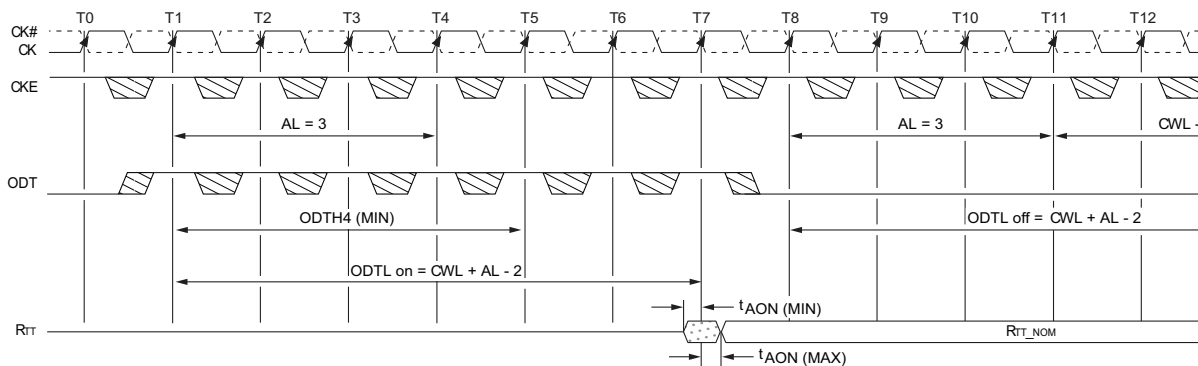 T0 T1 T2 T3 T4 T5 T6 T7 T8 T9 T10 T11 T12
CK#
CK
CKE
AL = 3 AL = 3 CWL -
ODT
ODTH4 (MIN) ODTL off = CWL + AL - 2
ODTL on = CWL + AL - 2
tAON (MIN)
RTT RTT_NOM
tAON (MAX)